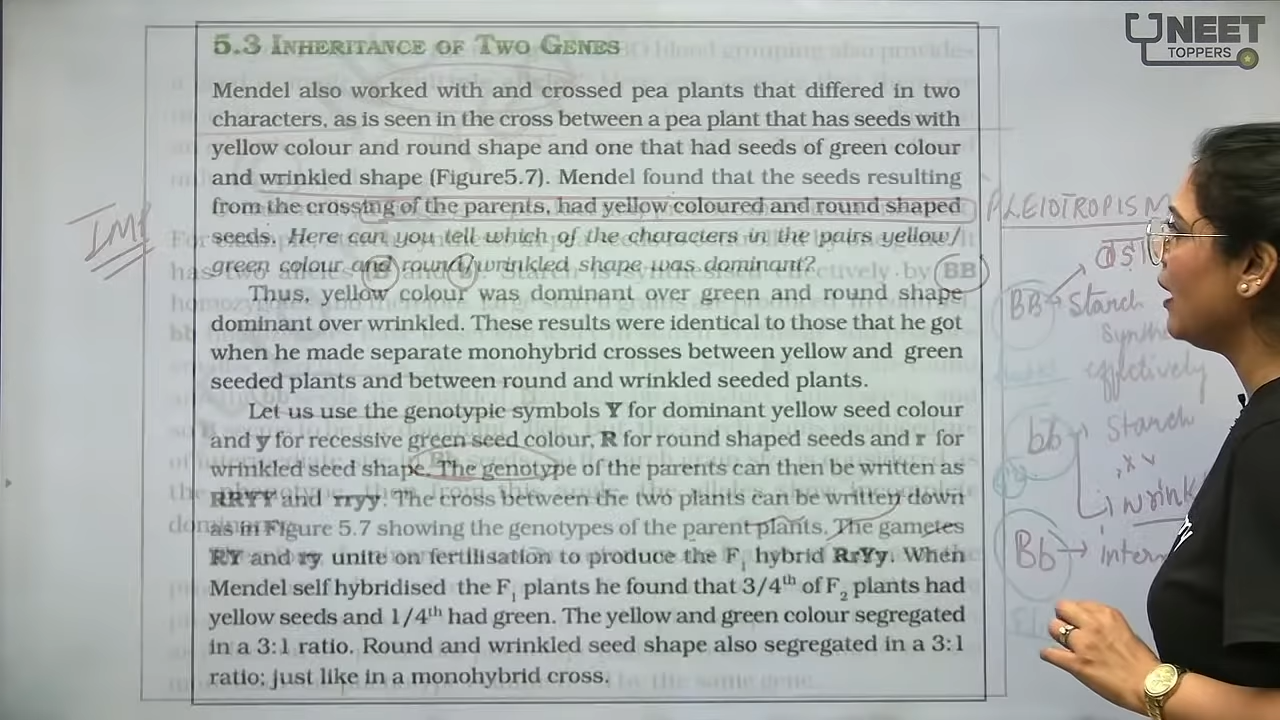 NEET
TOPPERS
5.3 INHERITANCE OF TWO GENES
Mendel also worked with and crossed pea plants that differed in two
characters, as is seen in the cross between a pea plant that has seeds with
yellow colour and round shape and one that had seeds of green colour
and wrinkled shape (Figure5.7). Mendel found that the seeds resulting
from the crossing of the parents, had yellow coloured and round shaped
seeds. Here can you tell which of the characters in the pairs yellow/
green colour and round/wrinkled shape was dominant?
Thus, yellow colour was dominant over green and round shape
dominant over wrinkled. These results were identical to those that he got
when he made separate monohybrid crosses between yellow and green
seeded plants and between round and wrinkled seeded plants.
Let us use the genotypic symbols Y for dominant yellow seed colour
and y for recessive green seed colour, R for round shaped seeds and r for
wrinkled seed shape. The genotype of the parents can then be written as
RRYY and rryy. The cross between the two plants can be written down
as in Figure 5.7 showing the genotypes of the parent plants. The gametes
RY and ry unite on fertilisation to produce the F1 hybrid RrYy. When
Mendel self hybridised the F1 plants he found that 3/4th of F2 plants had
yellow seeds and 1/4th had green. The yellow and green colour segregated
in a 3:1 ratio. Round and wrinkled seed shape also segregated in a 3:1
ratio; just like in a monohybrid cross.
IMP
PLEIOTROPISM
BB
BB → Starch
effectively
bb
Starch
Bb →